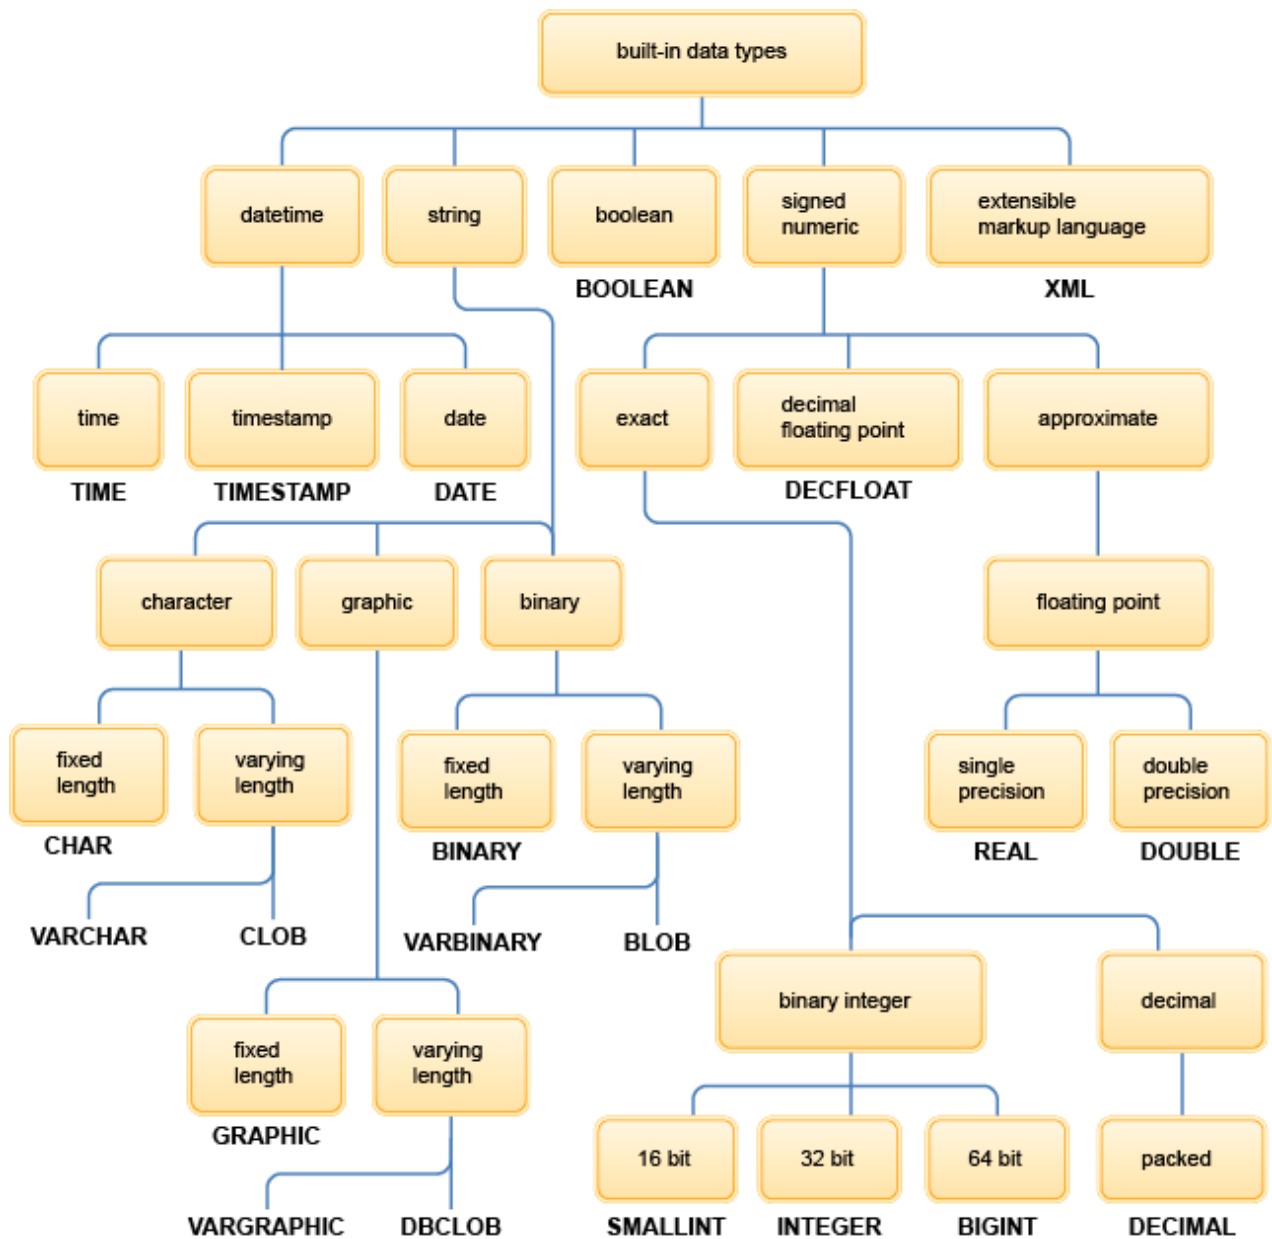 built-in data types
datetime
string
boolean
signed
numeric
extensible
markup language
BOOLEAN
XML
time
timestamp
date
exact
decimal
floating point
approximate
TIME
TIMESTAMP
DATE
DECFLOAT
character
graphic
binary
floating point
fixed
length
varying
length
fixed
length
varying
length
single
precision
double
precision
CHAR
BINARY
REAL
DOUBLE
VARCHAR
CLOB
VARBINARY
BLOB
binary integer
decimal
fixed
length
varying
length
GRAPHIC
16 bit
32 bit
64 bit
packed
VARGRAPHIC
DBCLOB
SMALLINT
INTEGER
BIGINT
DECIMAL